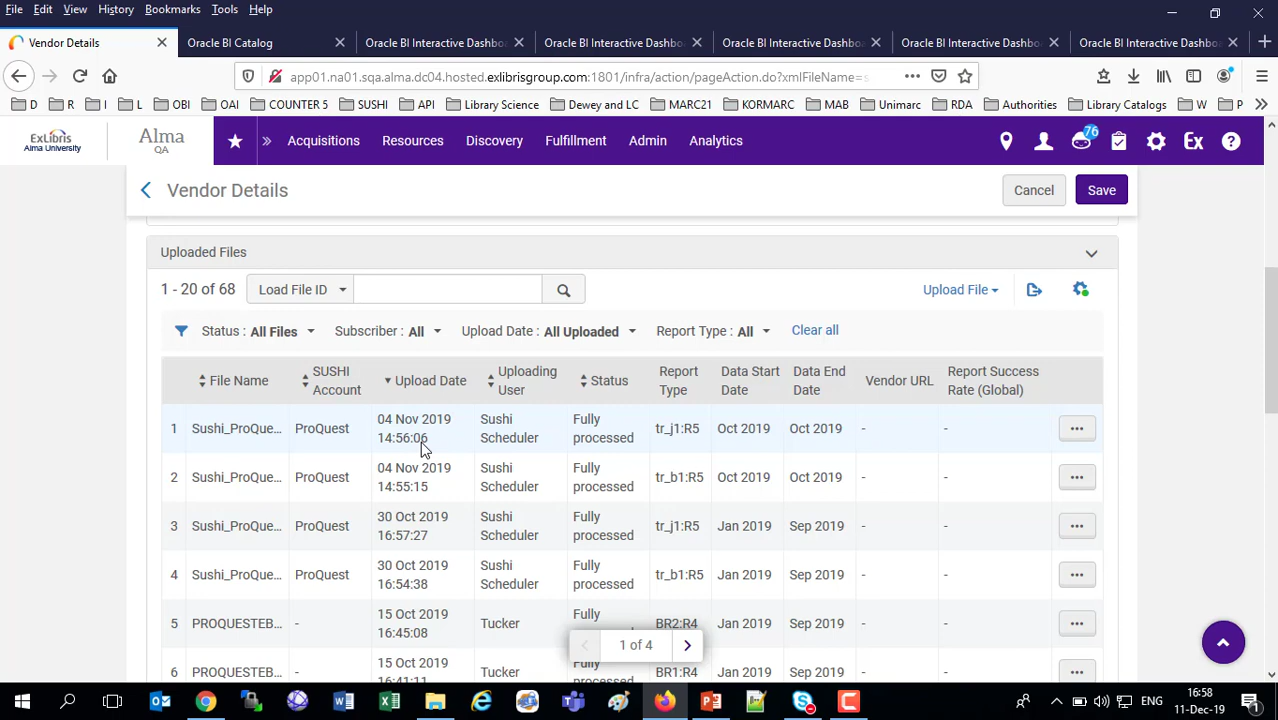 File Edit View History Bookmarks Tools Help
Vendor Details Oracle BI Catalog Oracle BI Interactive Dashbo Oracle BI Interactive Dashbo Oracle BI Interactive Dashbo Oracle BI Interactive Dashbo Oracle BI Interactive Dashbo
app01.na01.sqa.alma.dc04.hosted.exlibrisgroup.com:1801/infra/action/pageAction.do?xmlFileName=
D R I L OBI OAI COUNTER 5 SUSHI API Library Science Dewey and LC MARC21 KORMARC MAB Unimarc RDA Authorities Library Catalogs W P
ExLibris
Alma University
Alma
QA
Acquisitions Resources Discovery Fulfillment Admin Analytics 76 Ex
Vendor Details Cancel Save
Uploaded Files
1 - 20 of 68 Load File ID Upload File
Status : All Files Subscriber : All Upload Date : All Uploaded Report Type : All Clear all
File Name SUSHI Account Upload Date Uploading User Status Report Type Data Start Date Data End Date Vendor URL Report Success Rate (Global)
1 Sushi_ProQue... ProQuest 04 Nov 2019 14:56:06 Sushi Scheduler Fully processed tr_j1:R5 Oct 2019 Oct 2019 - -
2 Sushi_ProQue... ProQuest 04 Nov 2019 14:55:15 Sushi Scheduler Fully processed tr_b1:R5 Oct 2019 Oct 2019 - -
3 Sushi_ProQue... ProQuest 30 Oct 2019 16:57:27 Sushi Scheduler Fully processed tr_j1:R5 Jan 2019 Sep 2019 - -
4 Sushi_ProQue... ProQuest 30 Oct 2019 16:54:38 Sushi Scheduler Fully processed tr_b1:R5 Jan 2019 Sep 2019 - -
5 PROQUESTEB... - 15 Oct 2019 16:45:08 Tucker Fully BR2:R4 Jan 2019 Sep 2019 - -
6 PROQUESTEB... - 15 Oct 2019 16:41:11 Tucker Fully BR1:R4 Jan 2019 Sep 2019 - -
1 of 4
ENG 16:58
11-Dec-19 1